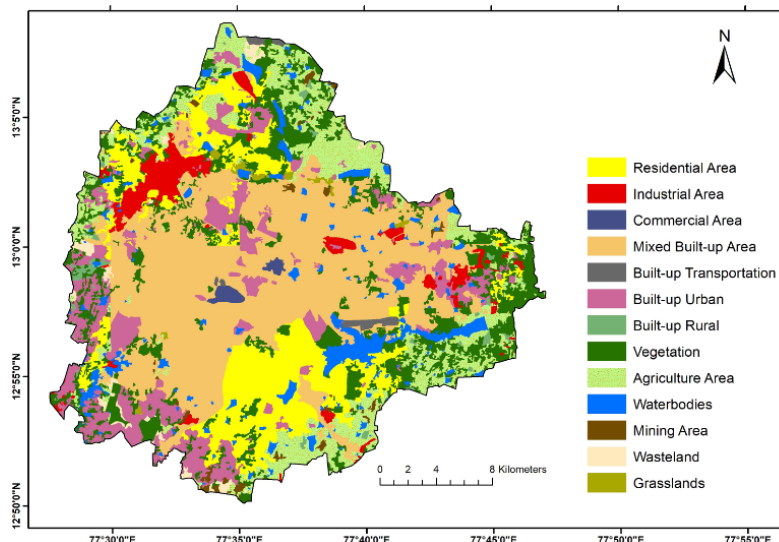 N
13°5'0"N
13°0'0"N
12°55'0"N
12°50'0"N
Residential Area
Industrial Area
Commercial Area
Mixed Built-up Area
Built-up Transportation
Built-up Urban
Built-up Rural
Vegetation
Agriculture Area
Waterbodies
Mining Area
Wasteland
Grasslands
0 2 4 8 Kilometers
77°30'0"E 77°35'0"E 77°40'0"E 77°45'0"E 77°50'0"E 77°55'0"E